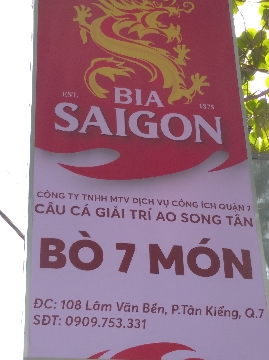 BIA
EST. 1875
SAIGON
CÔNG TY TNHH MTV DỊCH VỤ CÔNG ÍCH QUẬN 7
CÂU CÁ GIẢI TRÍ AO SONG TÂN
BÒ 7 MÓN
ĐC: 108 Lâm Văn Bền, P.Tân Kiểng, Q.7
SĐT: 0909.753.331